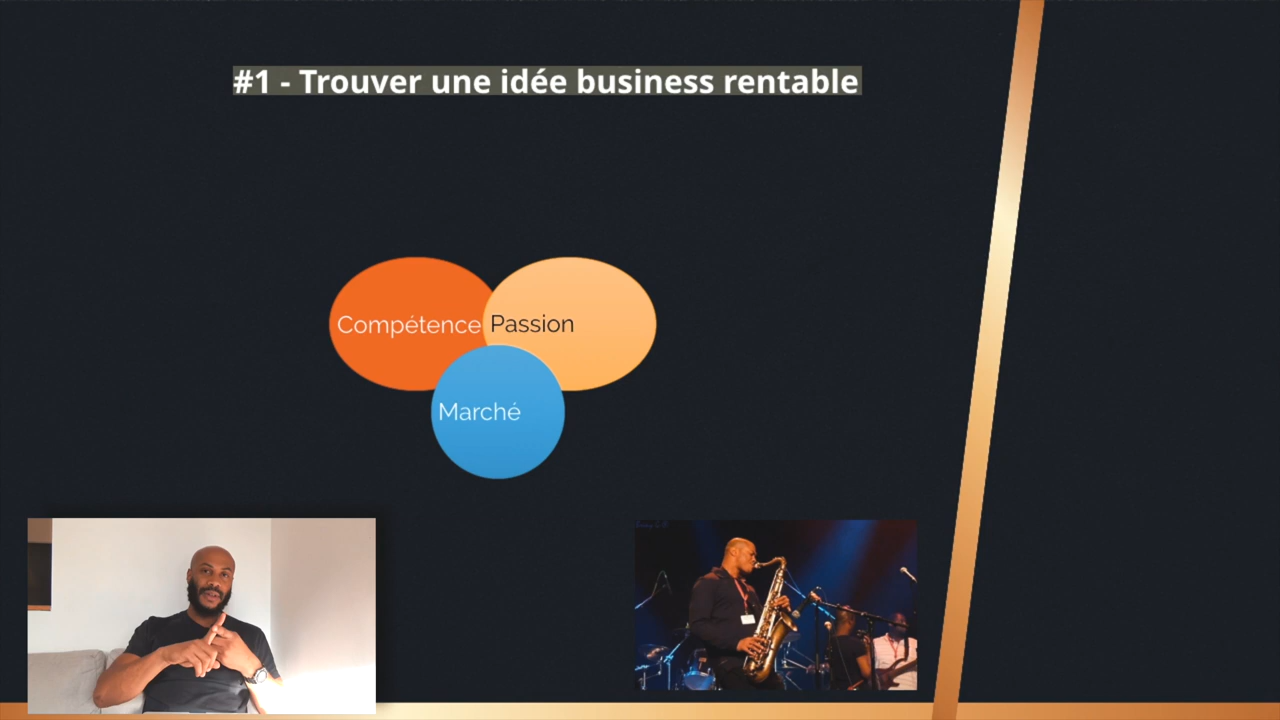 #1 - Trouver une idée business rentable
Compétence
Passion
Marché